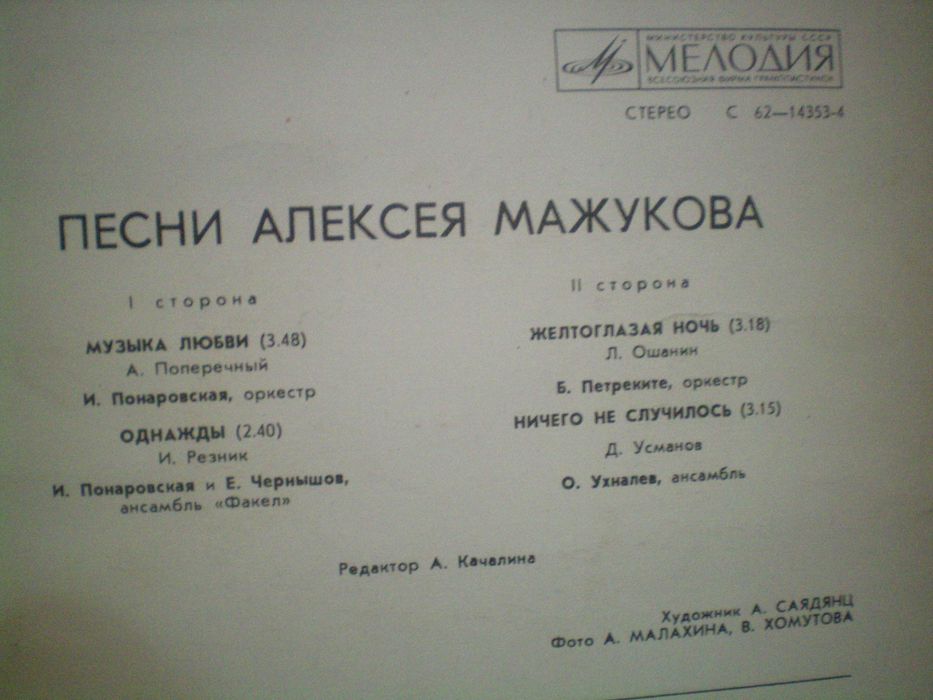 МИНИСТЕРСТВО КУЛЬТУРЫ СССР
МЕЛОДИЯ
ВСЕСОЮЗНАЯ ФИРМА ГРАМПЛАСТИНОК
СТЕРЕО С 62—14353-4
ПЕСНИ АЛЕКСЕЯ МАЖУКОВА
I сторона
МУЗЫКА ЛЮБВИ (3.48)
А. Поперечный
И. Понаровская, оркестр
ОДНАЖДЫ (2.40)
И. Резник
И. Понаровская и Е. Чернышов,
ансамбль «Факел»
II сторона
ЖЕЛТОГЛАЗАЯ НОЧЬ (3.18)
Л. Ошанин
Б. Петреките, оркестр
НИЧЕГО НЕ СЛУЧИЛОСЬ (3.15)
Д. Усманов
О. Ухналев, ансамбль
Редактор А. Качалина
Художник А. САЯДЯНЦ
Фото А. МАЛАХИНА, В. ХОМУТОВА